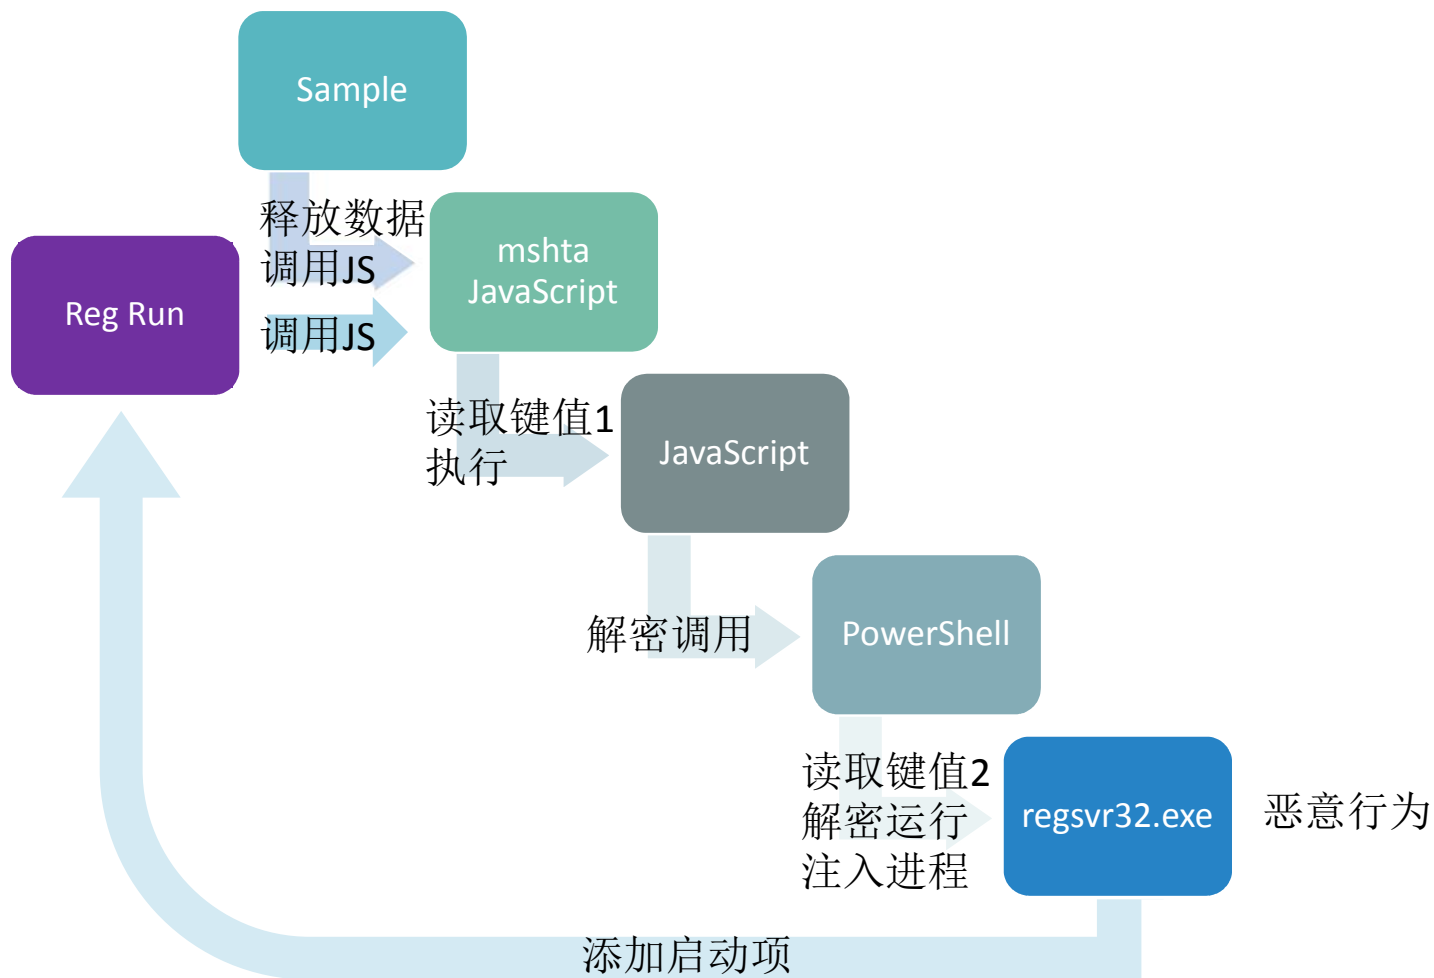 Sample
释放数据
调用JS
mshta
JavaScript
Reg Run
调用JS
读取键值1
执行
JavaScript
解密调用
PowerShell
读取键值2
解密运行
注入进程
regsvr32.exe
恶意行为
添加启动项